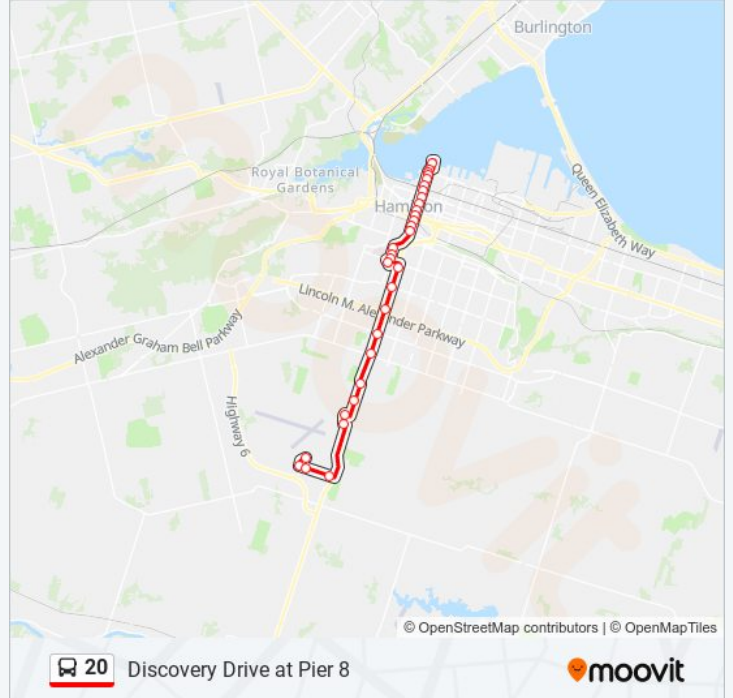 Burlington
Royal Botanical
Gardens
Hamilton
Queen Elizabeth Way
Lincoln M. Alexander Parkway
Alexander Graham Bell Parkway
Highway 6
© OpenStreetMap contributors | © OpenMapTiles
20 Discovery Drive at Pier 8
moovit